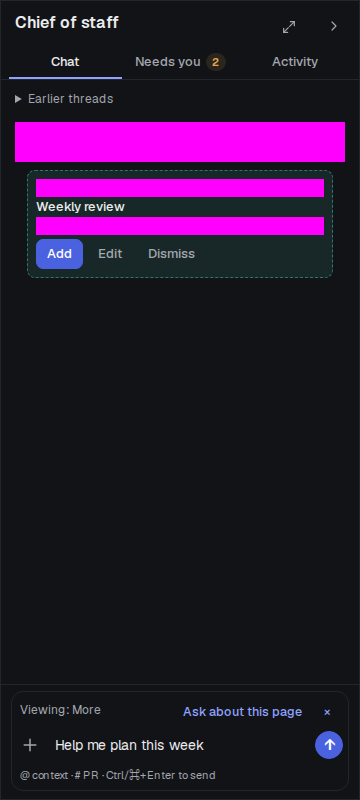 Chief of staff
Chat
Needs you 2
Activity
Earlier threads
Weekly review
Add
Edit
Dismiss
Viewing: More
Ask about this page ×
Help me plan this week
@ context · # PR · Ctrl/⌘+Enter to send